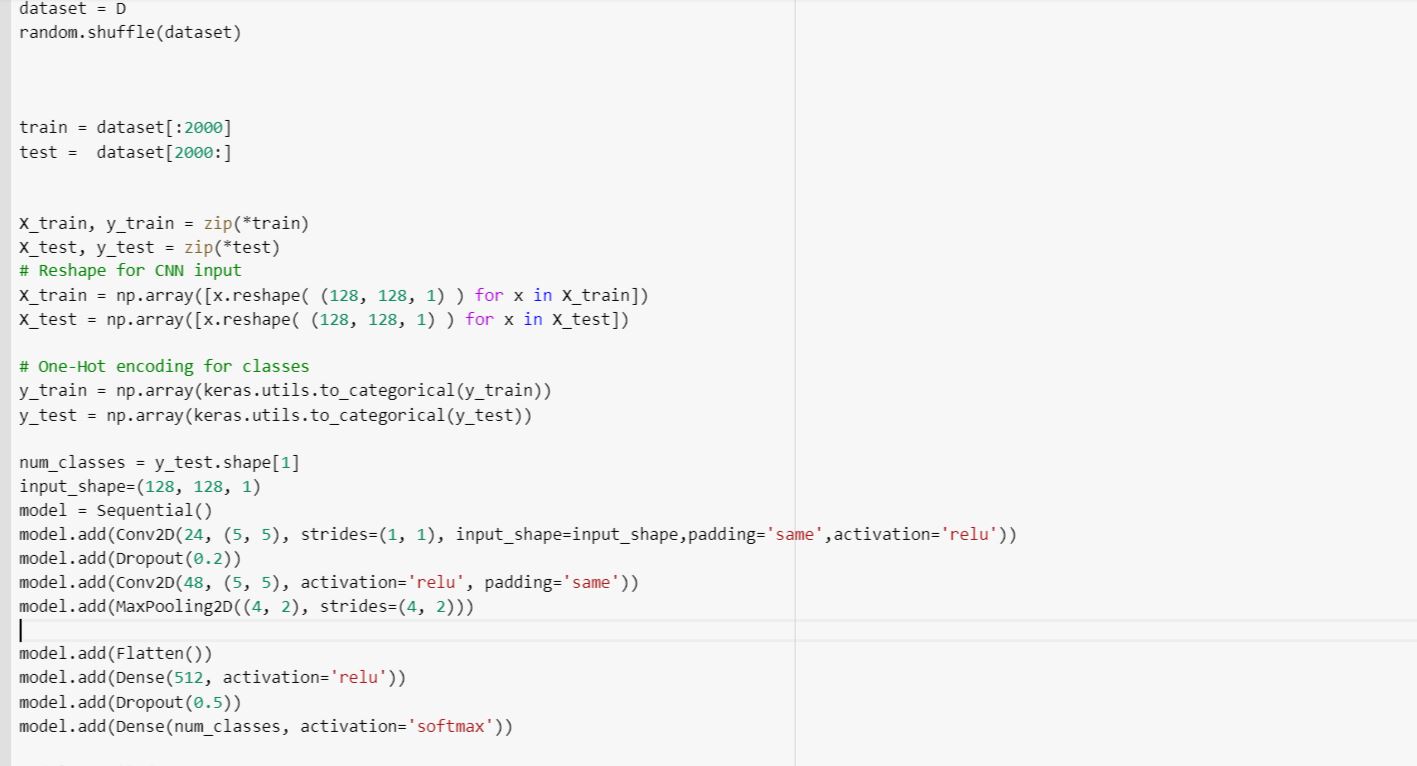 dataset = D
random.shuffle(dataset)
train = dataset[:2000]
test =  dataset[2000:]
X_train, y_train = zip(*train)
X_test, y_test = zip(*test)
# Reshape for CNN input
X_train = np.array([x.reshape( (128, 128, 1) ) for x in X_train])
X_test = np.array([x.reshape( (128, 128, 1) ) for x in X_test])
# One-Hot encoding for classes
y_train = np.array(keras.utils.to_categorical(y_train))
y_test = np.array(keras.utils.to_categorical(y_test))
num_classes = y_test.shape[1]
input_shape=(128, 128, 1)
model = Sequential()
model.add(Conv2D(24, (5, 5), strides=(1, 1), input_shape=input_shape,padding='same',activation='relu'))
model.add(Dropout(0.2))
model.add(Conv2D(48, (5, 5), activation='relu', padding='same'))
model.add(MaxPooling2D((4, 2), strides=(4, 2)))
model.add(Flatten())
model.add(Dense(512, activation='relu'))
model.add(Dropout(0.5))
model.add(Dense(num_classes, activation='softmax'))